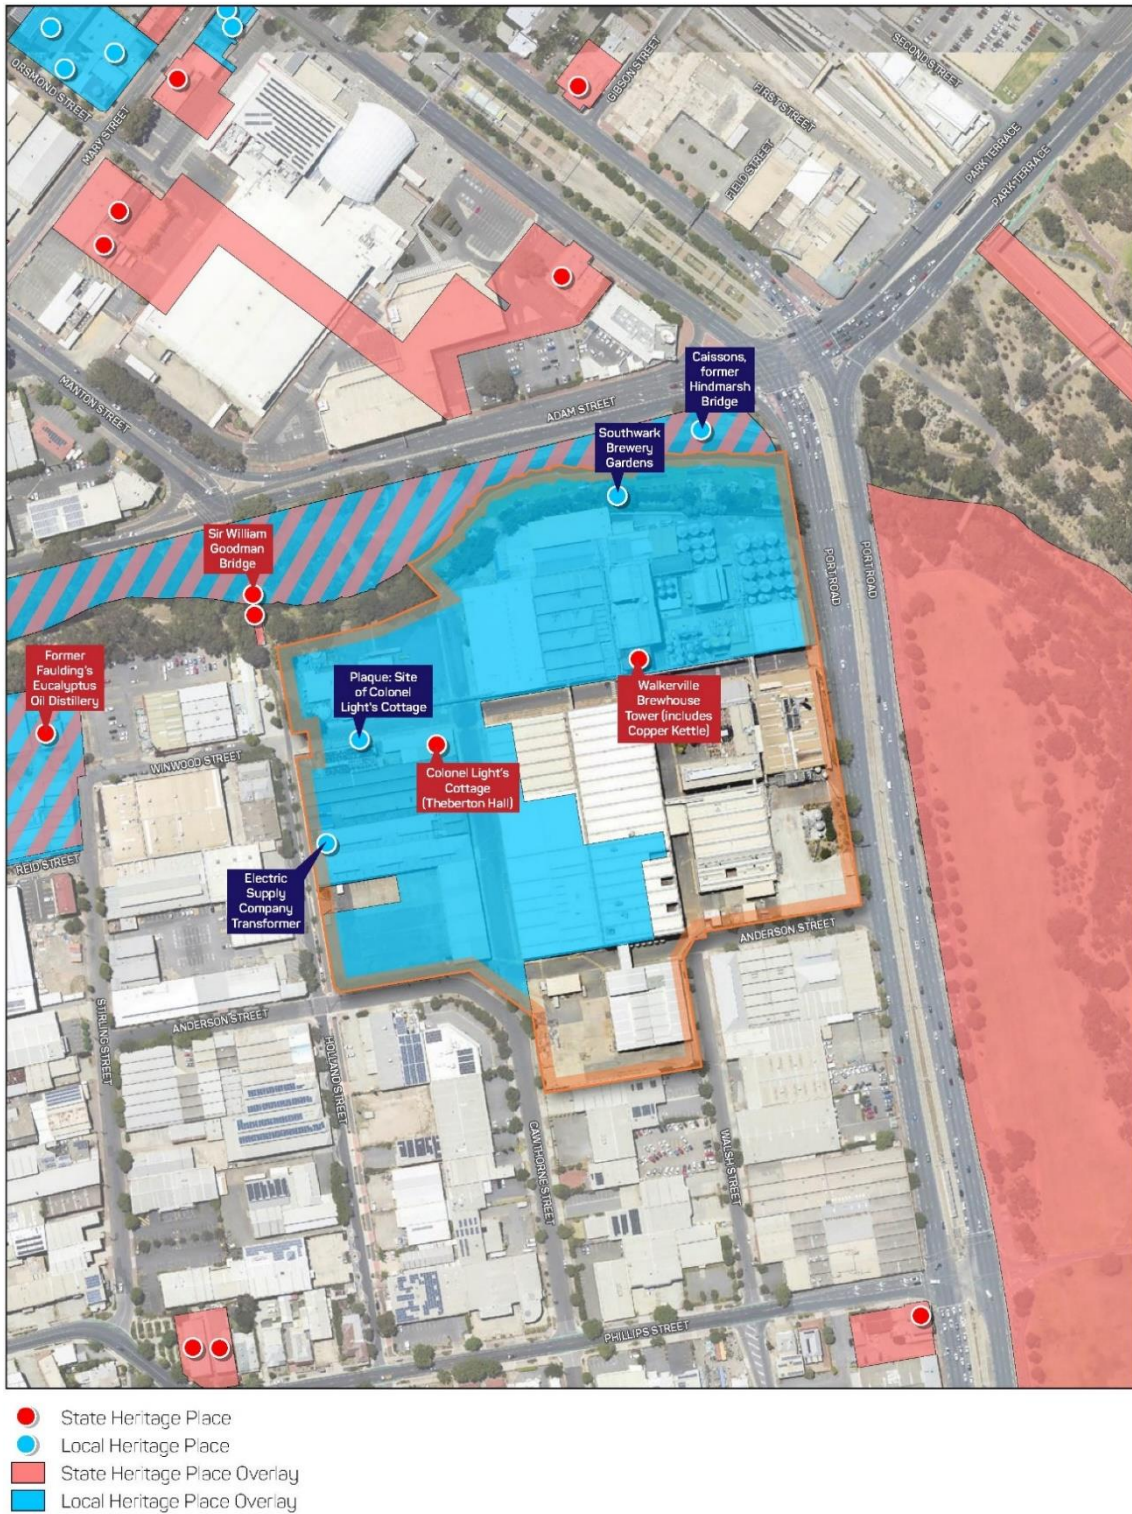 ORSMOND STREET
MARY STREET
GIBSON STREET
SECOND STREET
FIRST STREET
FIELD STREET
PARK TERRACE
PARK TERRACE
MANTON STREET
ADAM STREET
Caissons,
former
Hindmarsh
Bridge
Southwark
Brewery
Gardens
Sir William
Goodman
Bridge
PORT ROAD
PORT ROAD
Former
Faulding's
Eucalyptus
Oil Distillery
Plaque: Site
of Colonel
Light's Cottage
Walkerville
Brewhouse
Tower (includes
Copper Kettle)
WINWOOD STREET
Colonel Light's
Cottage
(Theberton Hall)
REID STREET
Electric
Supply
Company
Transformer
ANDERSON STREET
STIRLING STREET
ANDERSON STREET
HOLLAND STREET
CAWTHORNE STREET
WALSH STREET
PHILLIPS STREET
State Heritage Place
Local Heritage Place
State Heritage Place Overlay
Local Heritage Place Overlay